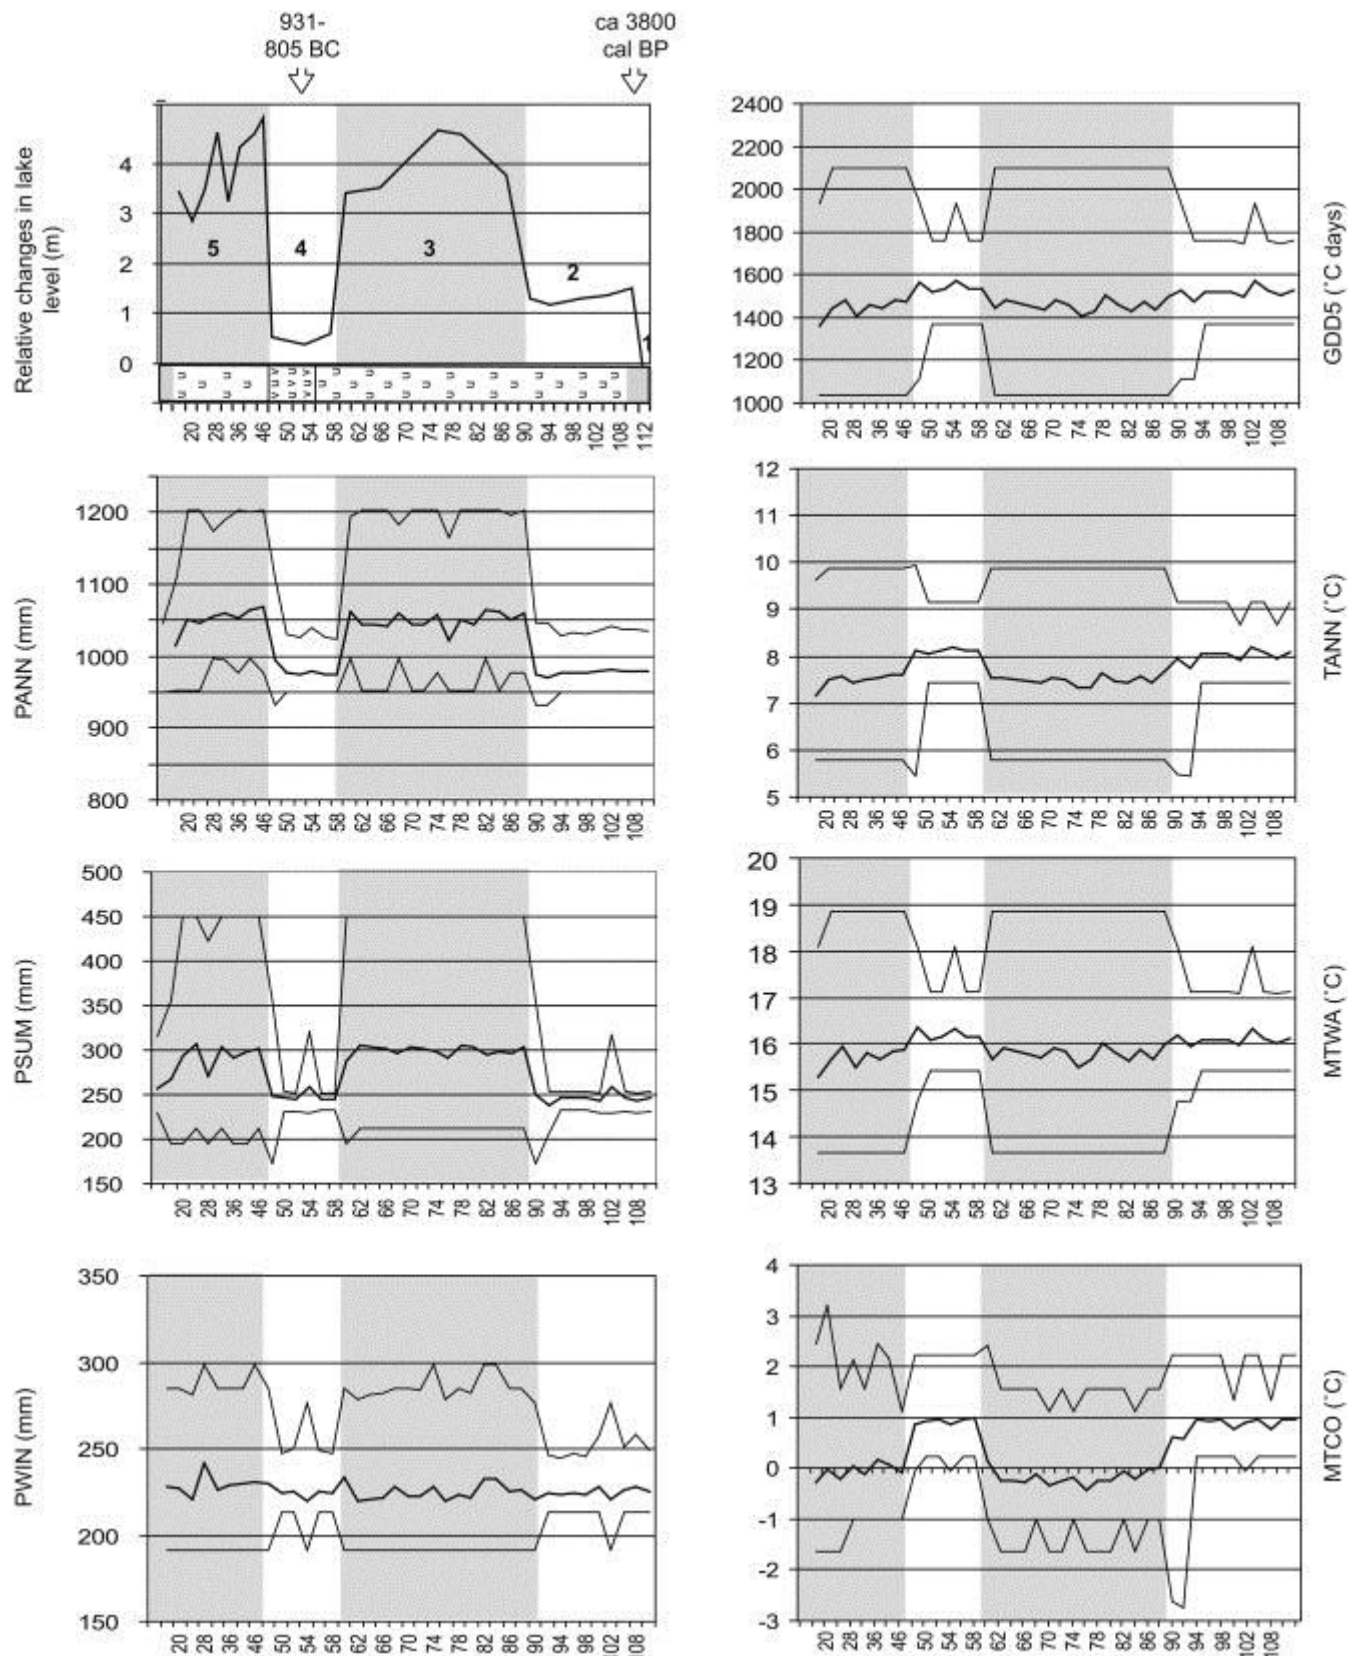 931-
805 BC
ca 3800
cal BP
Relative changes in lake
level (m)
4
3
2
1
0
5
4
3
2
1
u u u u u u u
v u v u v u v u v
u u u u u u u u u u u u u u u u u u u u u u
20 28 36 46 50 54 58 62 66 70 74 78 82 86 90 94 98 102 108 112
2400
2200
2000
1800
1600
1400
1200
1000
GDD5 (°C days)
20 28 36 46 50 54 58 62 66 70 74 78 82 86 90 94 98 102 108
PANN (mm)
1200
1100
1000
900
800
20 28 36 46 50 54 58 62 66 70 74 78 82 86 90 94 98 102 108
12
11
10
9
8
7
6
5
TANN (°C)
20 28 36 46 50 54 58 62 66 70 74 78 82 86 90 94 98 102 108
PSUM (mm)
500
450
400
350
300
250
200
150
20 28 36 46 50 54 58 62 66 70 74 78 82 86 90 94 98 102 108
20
19
18
17
16
15
14
13
MTWA (°C)
20 28 36 46 50 54 58 62 66 70 74 78 82 86 90 94 98 102 108
PWIN (mm)
350
300
250
200
150
20 28 36 46 50 54 58 62 66 70 74 78 82 86 90 94 98 102 108
4
3
2
1
0
-1
-2
-3
MTCO (°C)
20 28 36 46 50 54 58 62 66 70 74 78 82 86 90 94 98 102 108